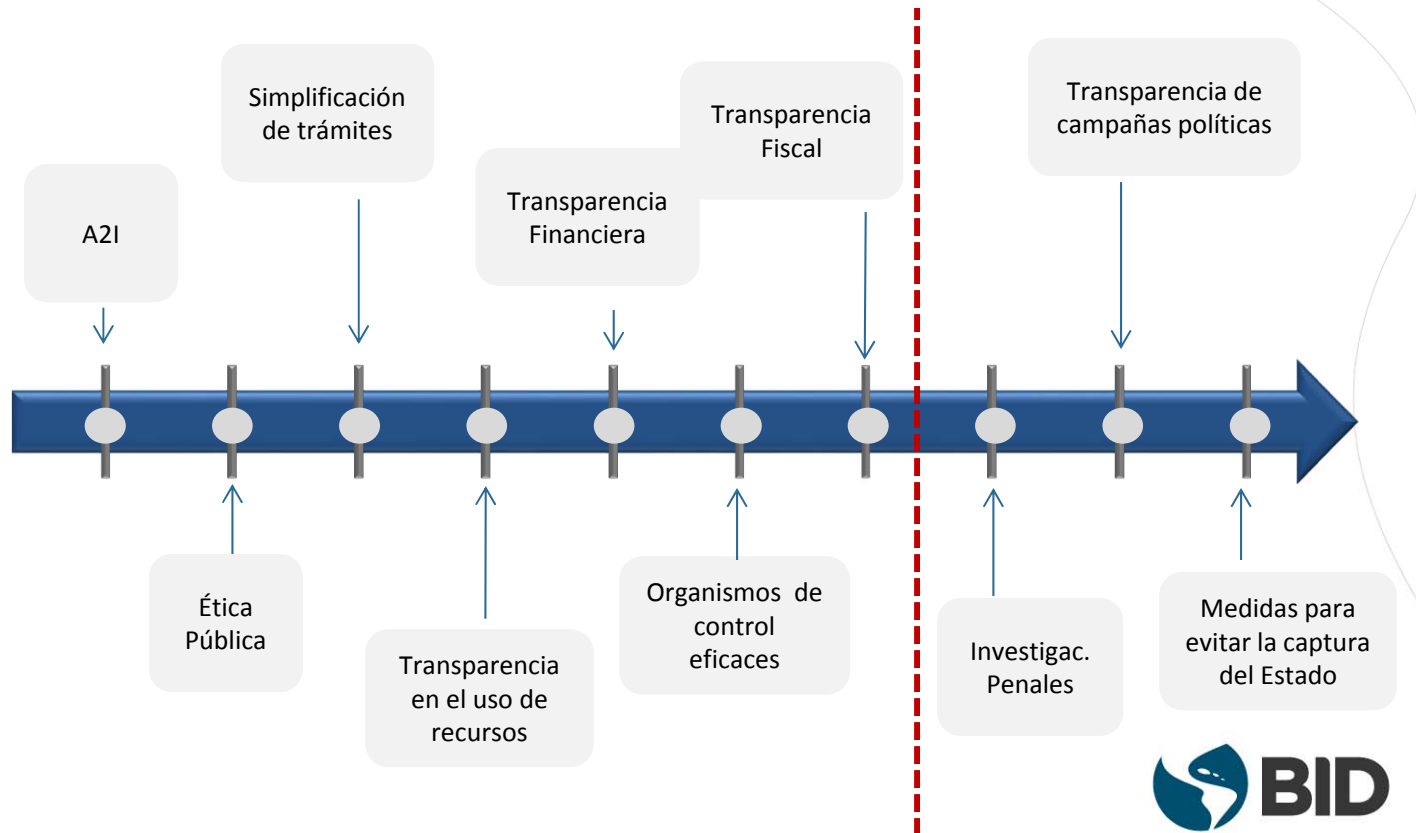 Simplificación
de trámites
Transparencia
Fiscal
Transparencia de
campañas políticas
A2I
Transparencia
Financiera
Ética
Pública
Transparencia
en el uso de
recursos
Organismos de
control
eficaces
Investigac.
Penales
Medidas para
evitar la captura
del Estado
BID